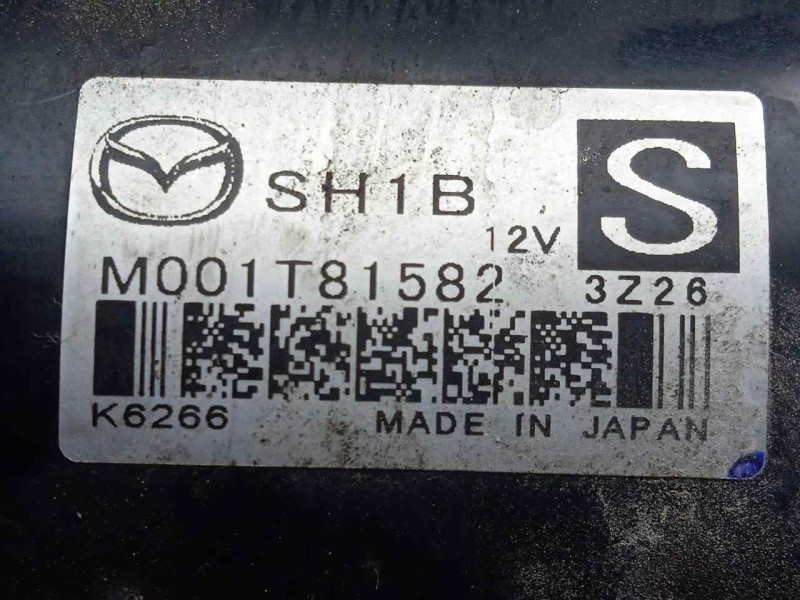 SH1B
12V
S
M001T81582
3Z26
K6266
MADE IN JAPAN